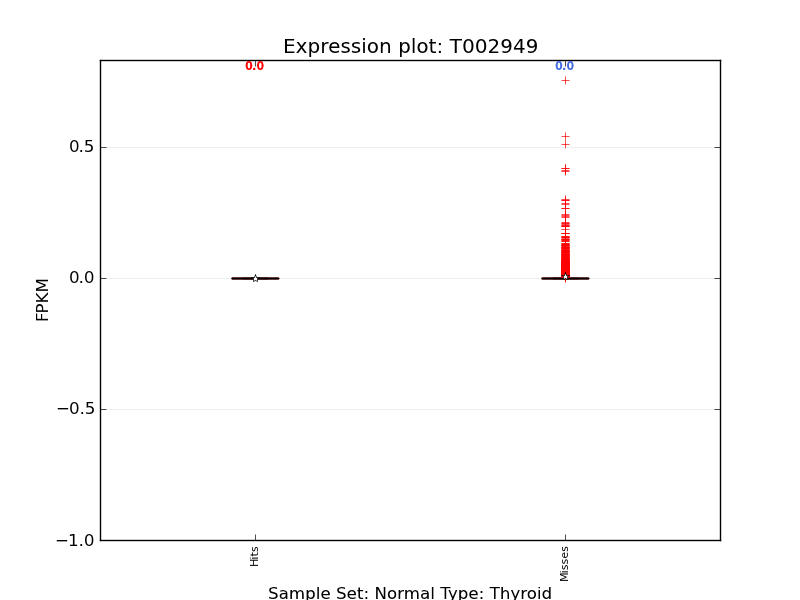 Expression plot: T002949
0.0 0.0
0.5
0.0
−0.5
−1.0
FPKM
Hits Misses
Sample Set: Normal Type: Thyroid